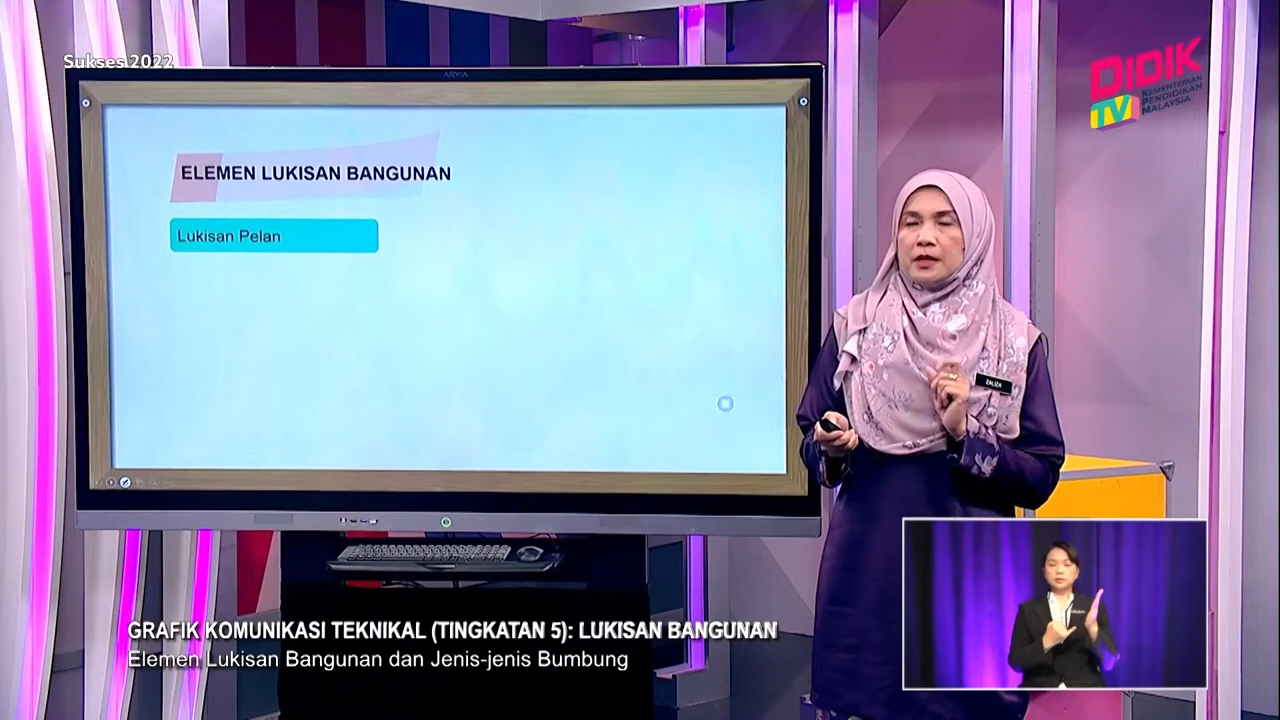 Sukses 2022
ARVIA
DIDIK
TV
KEMENTERIAN
PENDIDIKAN
MALAYSIA
ELEMEN LUKISAN BANGUNAN
Lukisan Pelan
ZALIZA
GRAFIK KOMUNIKASI TEKNIKAL (TINGKATAN 5): LUKISAN BANGUNAN
Elemen Lukisan Bangunan dan Jenis-jenis Bumbung